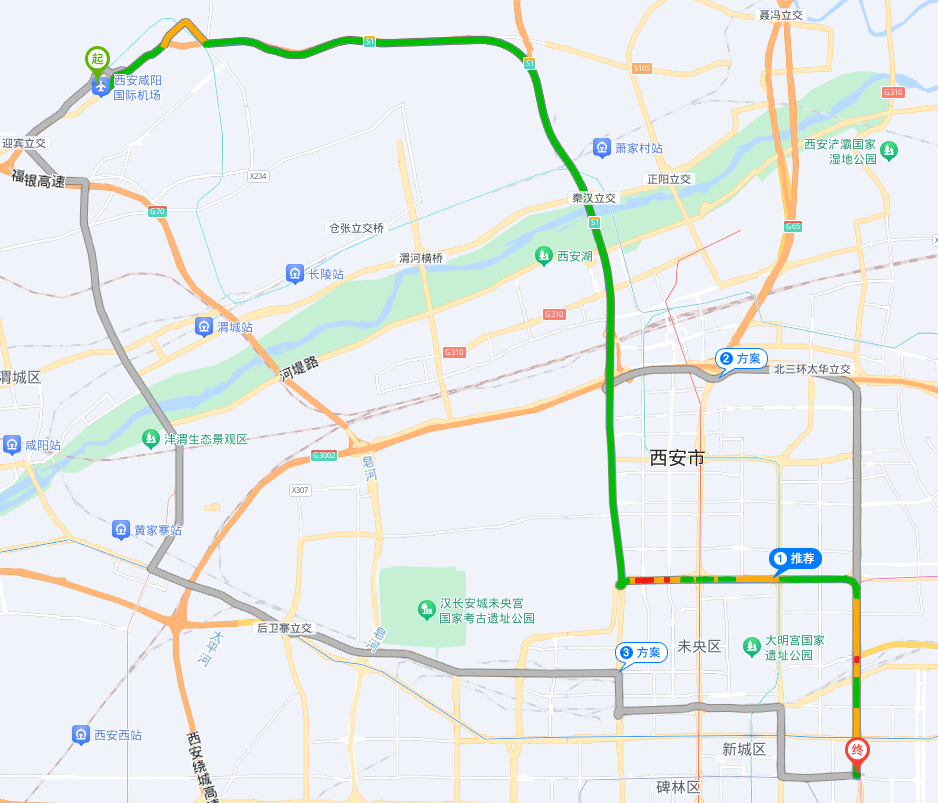 聂冯立交
S1
起
S1
S105
西安咸阳
国际机场
G310
迎宾立交
萧家村站
西安浐灞国家
湿地公园
福银高速
X234
正阳立交
秦汉立交
G70
S1
仓张立交桥
G65
渭河横桥
西安湖
长陵站
G310
渭城站
G310
2 方案
河堤路
北三环太华立交
渭城区
咸阳站
沣渭生态景观区
G3002
西安市
皂河
X307
黄家寨站
1 推荐
汉长安城未央宫
国家考古遗址公园
后卫寨立交
皂河
太平河
未央区
大明宫国家
遗址公园
3 方案
西安西站
西安绕城高速
新城区
终
碑林区